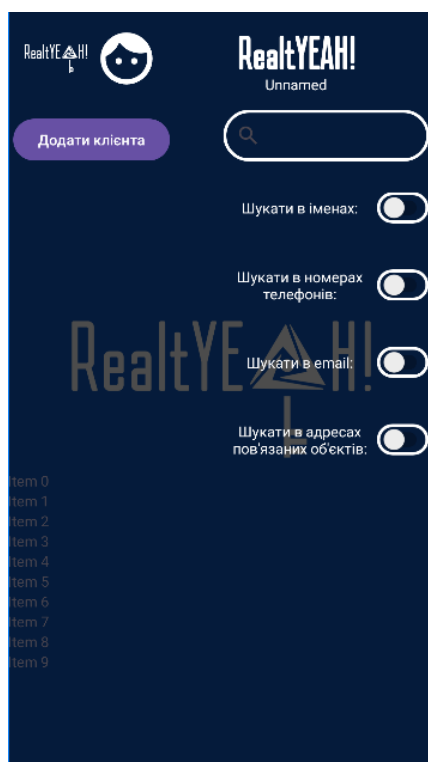 RealtYEAH!
RealtYEAH!
Unnamed
Додати клієнта
Шукати в іменах:
Шукати в номерах
телефонів:
RealtYEAH!
Шукати в email:
Шукати в адресах
пов'язаних об'єктів:
Item 0
Item 1
Item 2
Item 3
Item 4
Item 5
Item 6
Item 7
Item 8
Item 9